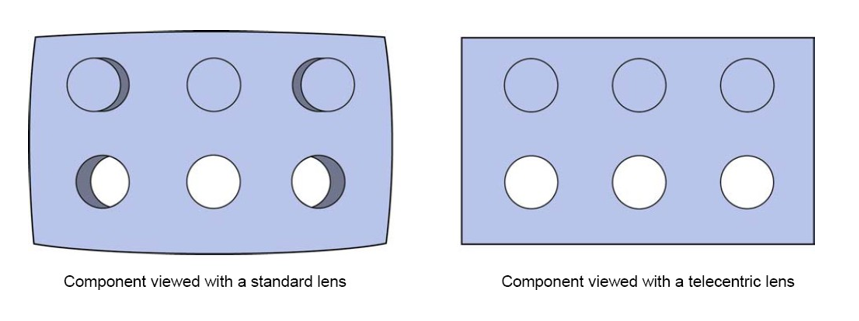 Component viewed with a standard lens
Component viewed with a telecentric lens